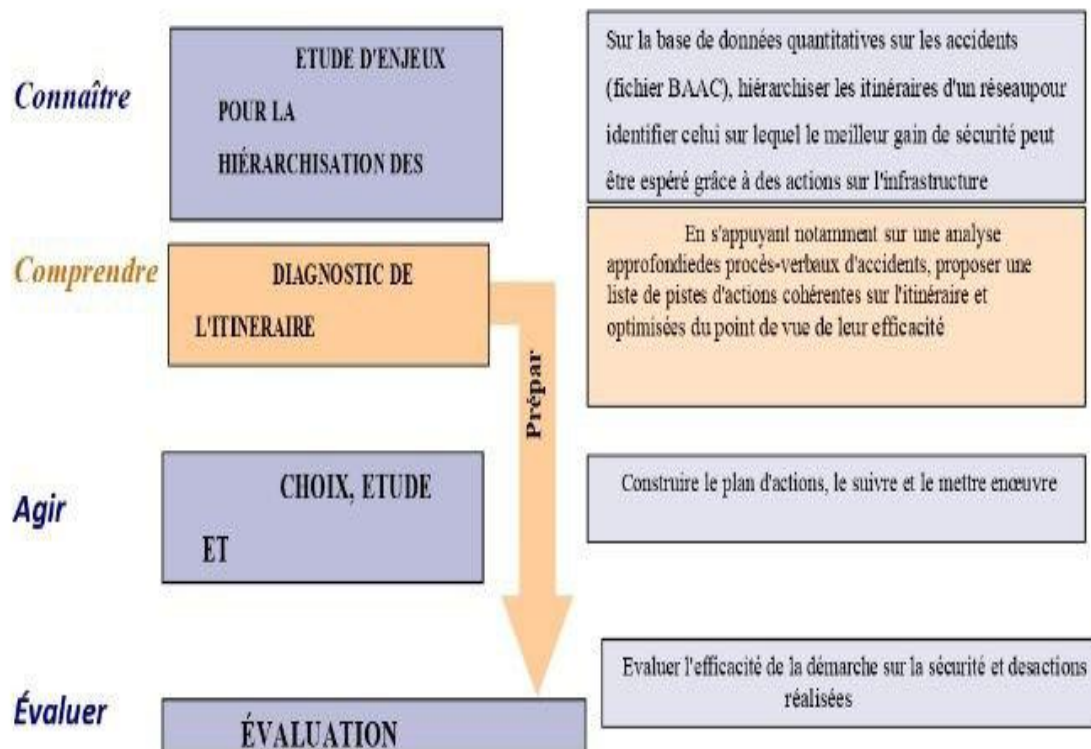 Connaître
ETUDE D'ENJEUX
POUR LA
HIÉRARCHISATION DES
Sur la base de données quantitatives sur les accidents
(fichier BAAC), hiérarchiser les itinéraires d'un réseaupour
identifier celui sur lequel le meilleur gain de sécurité peut
être espéré grâce à des actions sur l'infrastructure
Comprendre
DIAGNOSTIC DE
L'ITINERAIRE
En s'appuyant notamment sur une analyse
approfondiedes procès-verbaux d'accidents, proposer une
liste de pistes d'actions cohérentes sur l'itinéraire et
optimisées du point de vue de leur efficacité
Prépar
Agir
CHOIX, ETUDE
ET
Construire le plan d'actions, le suivre et le mettre enœuvre
Évaluer
ÉVALUATION
Evaluer l'efficacité de la démarche sur la sécurité et desactions
réalisées